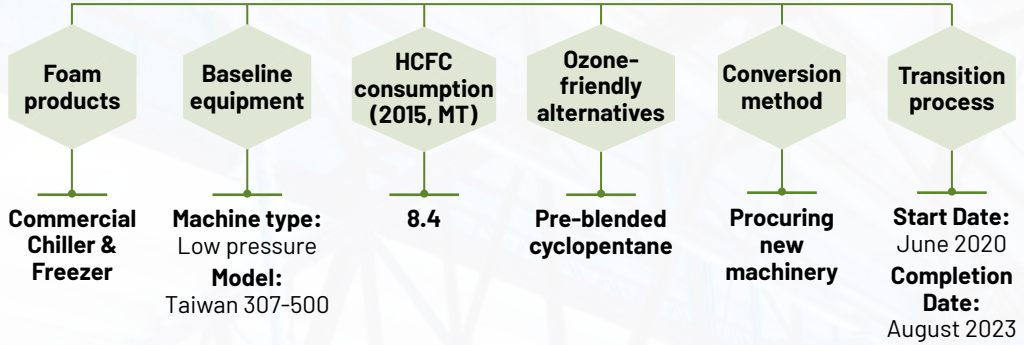 Foam
products
Baseline
equipment
HCFC
consumption
(2015, MT)
Ozone-
friendly
alternatives
Conversion
method
Transition
process
Commercial
Chiller &
Freezer
Machine type:
Low pressure
Model:
Taiwan 307-500
8.4
Pre-blended
cyclopentane
Procuring
new
machinery
Start Date:
June 2020
Completion
Date:
August 2023